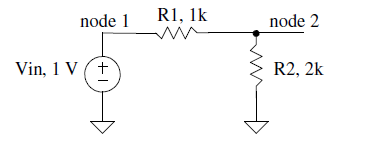 node 1
R1, 1k
node 2
Vin, 1 V
+
−
R2, 2k